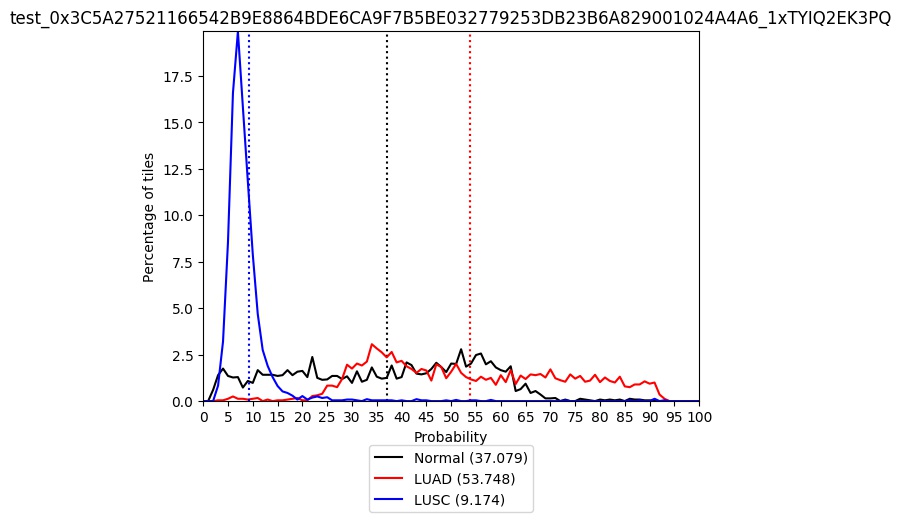 test_0x3C5A27521166542B9E8864BDE6CA9F7B5BE032779253DB23B6A829001024A4A6_1xTYIQ2EK3PQ
17.5
15.0
12.5
10.0
7.5
5.0
2.5
0.0
Percentage of tiles
0 5 10 15 20 25 30 35 40 45 50 55 60 65 70 75 80 85 90 95 100
Probability
Normal (37.079)
LUAD (53.748)
LUSC (9.174)